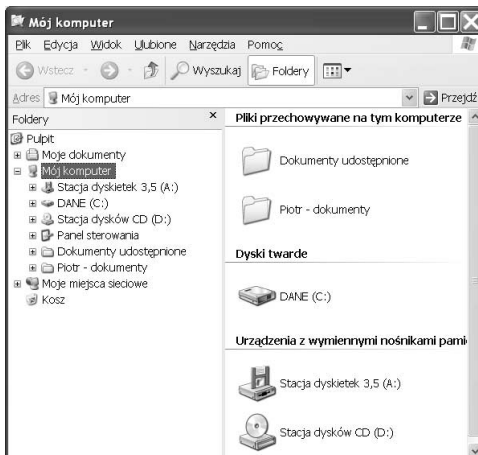 Mój komputer
Plik Edycja Widok Ulubione Narzędzia Pomoc
Wstecz Wyszukaj Foldery
Adres Mój komputer Przejdź
Foldery x
Pulpit
Moje dokumenty
Mój komputer
Stacja dyskietek 3,5 (A:)
DANE (C:)
Stacja dysków CD (D:)
Panel sterowania
Dokumenty udostępnione
Piotr - dokumenty
Moje miejsca sieciowe
Kosz
Pliki przechowywane na tym komputerze
Dokumenty udostępnione
Piotr - dokumenty
Dyski twarde
DANE (C:)
Urządzenia z wymiennymi nośnikami pami
Stacja dyskietek 3,5 (A:)
Stacja dysków CD (D:)